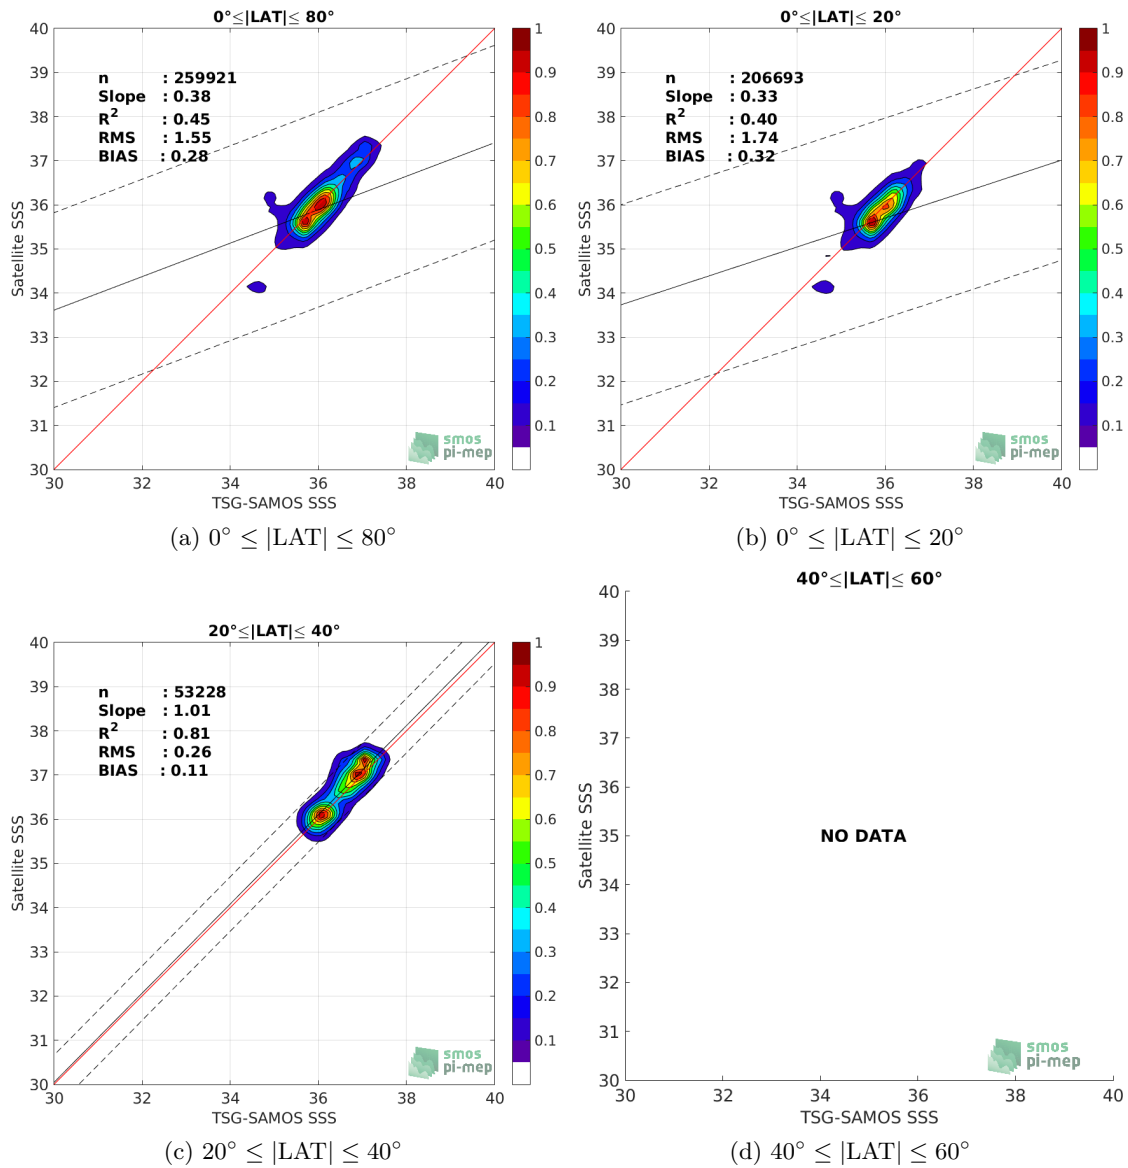 0°≤|LAT|≤ 80°
n : 259921
Slope : 0.38
R2 : 0.45
RMS : 1.55
BIAS : 0.28
40
39
38
37
36
35
34
33
32
31
30
Satellite SSS
30 32 34 36 38 40
TSG-SAMOS SSS
1
0.9
0.8
0.7
0.6
0.5
0.4
0.3
0.2
0.1
smos
pi-mep
(a) 0° ≤ |LAT| ≤ 80°
0°≤|LAT|≤ 20°
n : 206693
Slope : 0.33
R2 : 0.40
RMS : 1.74
BIAS : 0.32
40
39
38
37
36
35
34
33
32
31
30
Satellite SSS
30 32 34 36 38 40
TSG-SAMOS SSS
1
0.9
0.8
0.7
0.6
0.5
0.4
0.3
0.2
0.1
smos
pi-mep
(b) 0° ≤ |LAT| ≤ 20°
20°≤|LAT|≤ 40°
n : 53228
Slope : 1.01
R2 : 0.81
RMS : 0.26
BIAS : 0.11
40
39
38
37
36
35
34
33
32
31
30
Satellite SSS
30 32 34 36 38 40
TSG-SAMOS SSS
1
0.9
0.8
0.7
0.6
0.5
0.4
0.3
0.2
0.1
smos
pi-mep
(c) 20° ≤ |LAT| ≤ 40°
40°≤|LAT|≤ 60°
40
39
38
37
36
35
34
33
32
31
30
Satellite SSS
NO DATA
30 32 34 36 38 40
TSG-SAMOS SSS
smos
pi-mep
(d) 40° ≤ |LAT| ≤ 60°